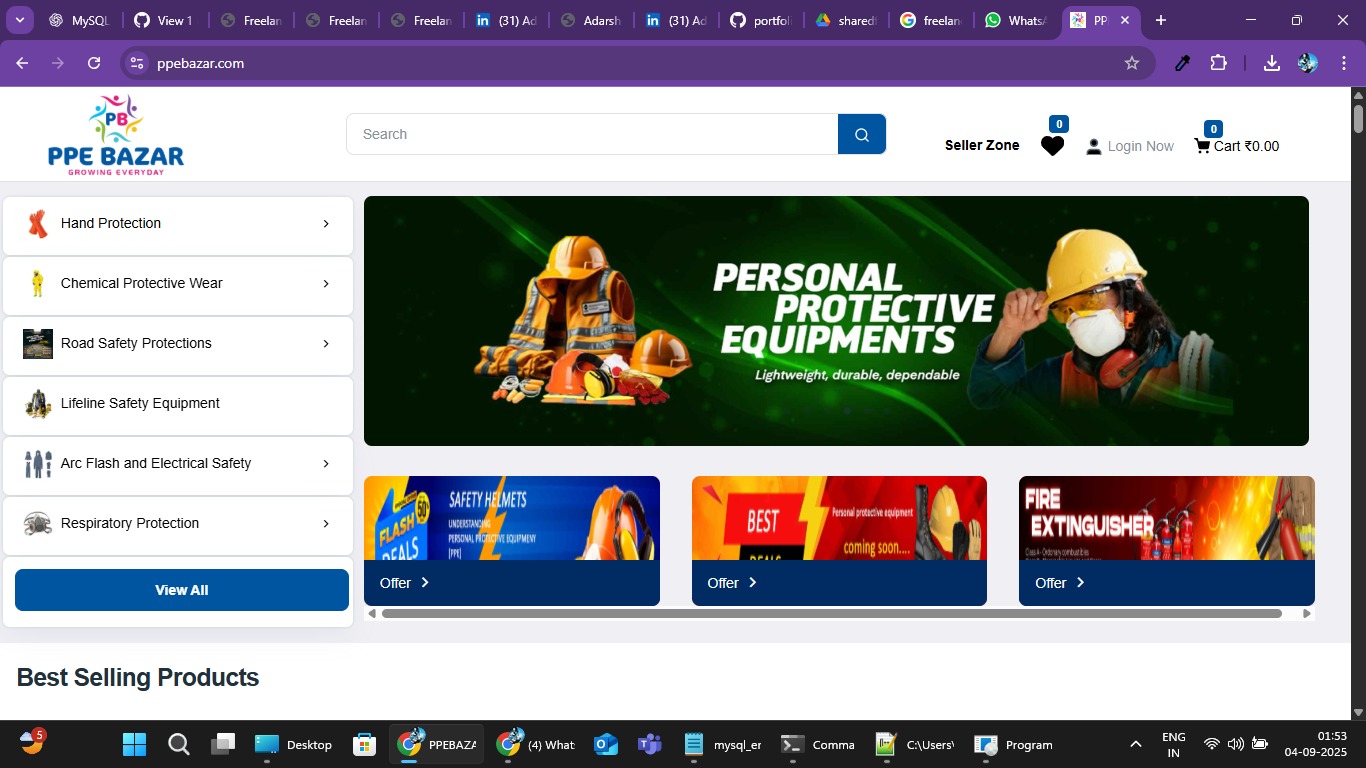 MySQL
View 1
Freelan
Freelan
Freelan
(31) Ad
Adarsh
(31) Ad
portfoli
shared
freelan
WhatsA
PP
ppebazar.com
PB
PPE BAZAR
GROWING EVERYDAY
Search
Seller Zone
0
Login Now
0
Cart ₹0.00
Hand Protection
Chemical Protective Wear
Road Safety Protections
Lifeline Safety Equipment
Arc Flash and Electrical Safety
Respiratory Protection
View All
PERSONAL
PROTECTIVE
EQUIPMENTS
Lightweight, durable, dependable
FLASH
DEALS
50
SAFETY HELMETS
UNDERSTANDING
PERSONAL PROTECTIVE EQUIPMENY
[PPE]
Offer
BEST
DEALS
Personal protective equipment
coming soon....
Offer
FIRE
EXTINGUISHER
Class A- Ordonary combustibles
Offer
Best Selling Products
5
Desktop
PPEBAZA
(4) What
mysql_er
Comma
C:\Users\
Program
ENG
IN
01:53
04-09-2025